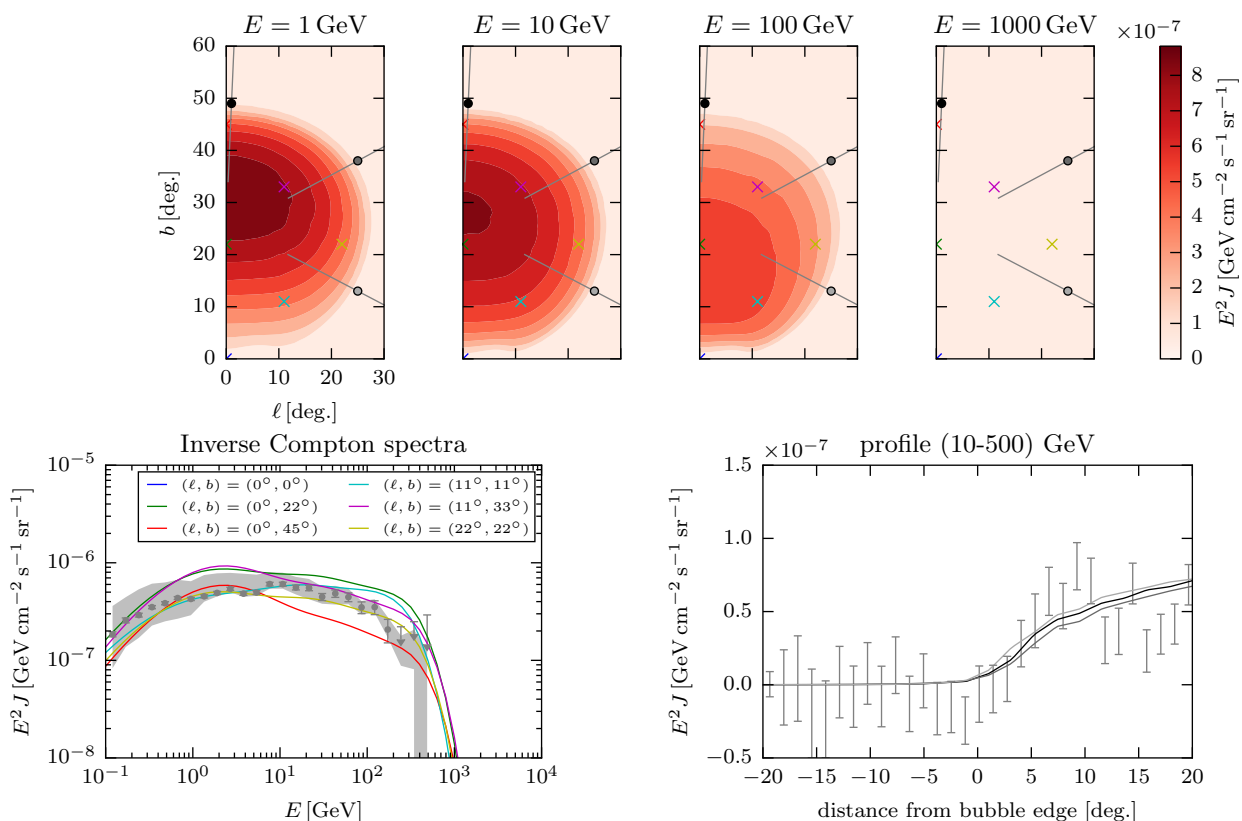 E = 1 GeV
E = 10 GeV
E = 100 GeV
E = 1000 GeV
×10⁻⁷
60
50
40
30
20
10
0
b [deg.]
0 10 20 30
ℓ [deg.]
8
7
6
5
4
3
2
1
0
E² J [GeV cm⁻² s⁻¹ sr⁻¹]
Inverse Compton spectra
10⁻⁵
10⁻⁶
10⁻⁷
10⁻⁸
E² J [GeV cm⁻² s⁻¹ sr⁻¹]
(ℓ, b) = (0°, 0°)
(ℓ, b) = (0°, 22°)
(ℓ, b) = (0°, 45°)
(ℓ, b) = (11°, 11°)
(ℓ, b) = (11°, 33°)
(ℓ, b) = (22°, 22°)
10⁻¹ 10⁰ 10¹ 10² 10³ 10⁴
E [GeV]
×10⁻⁷
profile (10-500) GeV
1.5
1.0
0.5
0.0
−0.5
E² J [GeV cm⁻² s⁻¹ sr⁻¹]
−20 −15 −10 −5 0 5 10 15 20
distance from bubble edge [deg.]